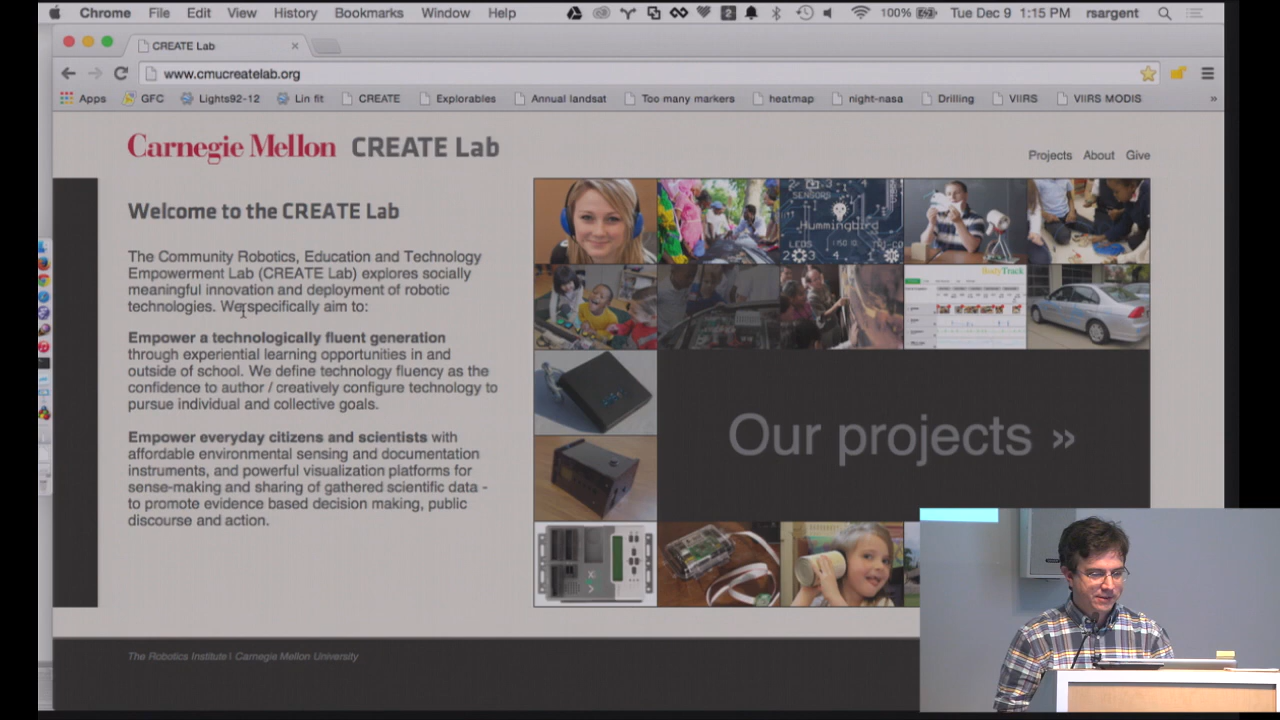 Chrome File Edit View History Bookmarks Window Help 2 100% Tue Dec 9 1:15 PM rsargent
CREATE Lab
www.cmucreatelab.org
Apps GFC Lights92-12 Lin fit CREATE Explorables Annual landsat Too many markers heatmap night-nasa Drilling VIIRS VIIRS MODIS »
Carnegie Mellon CREATE Lab
Projects About Give
Welcome to the CREATE Lab
The Community Robotics, Education and Technology
Empowerment Lab (CREATE Lab) explores socially
meaningful innovation and deployment of robotic
technologies. We specifically aim to:
Empower a technologically fluent generation
through experiential learning opportunities in and
outside of school. We define technology fluency as the
confidence to author / creatively configure technology to
pursue individual and collective goals.
Empower everyday citizens and scientists with
affordable environmental sensing and documentation
instruments, and powerful visualization platforms for
sense-making and sharing of gathered scientific data -
to promote evidence based decision making, public
discourse and action.
SENSORS
Hummingbird
LEDS
BodyTrack
Our projects »
The Robotics Institute | Carnegie Mellon University